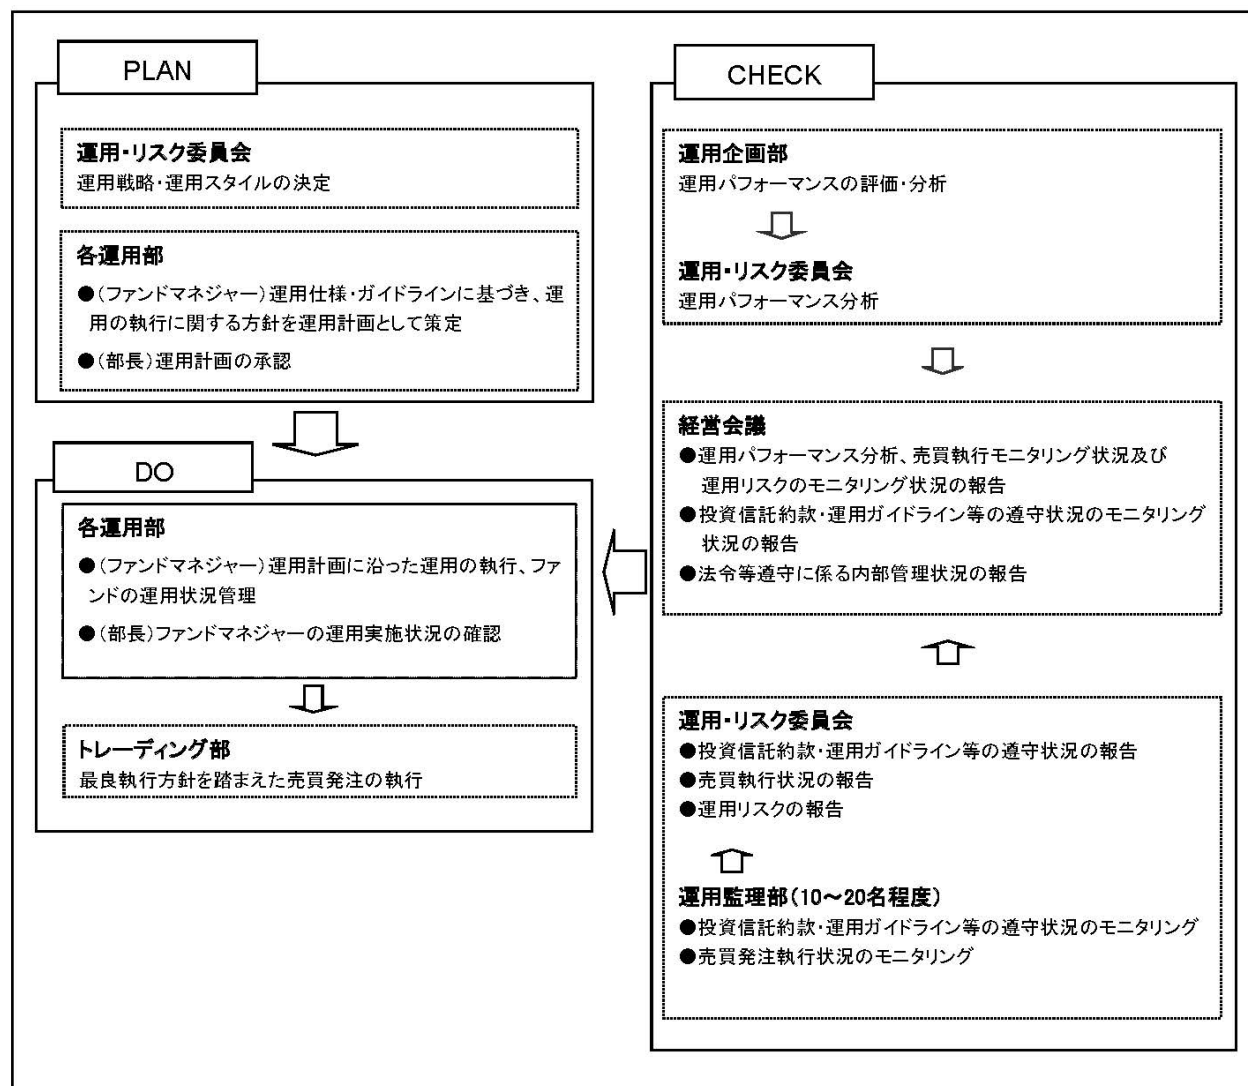 PLAN
運用・リスク委員会
運用戦略・運用スタイルの決定
各運用部
●(ファンドマネジャー)運用仕様・ガイドラインに基づき、運
用の執行に関する方針を運用計画として策定
●(部長)運用計画の承認
DO
各運用部
●(ファンドマネジャー)運用計画に沿った運用の執行、ファ
ンドの運用状況管理
●(部長)ファンドマネジャーの運用実施状況の確認
トレーディング部
最良執行方針を踏まえた売買発注の執行
CHECK
運用企画部
運用パフォーマンスの評価・分析
運用・リスク委員会
運用パフォーマンス分析
経営会議
●運用パフォーマンス分析、売買執行モニタリング状況及び
運用リスクのモニタリング状況の報告
●投資信託約款・運用ガイドライン等の遵守状況のモニタリング
状況の報告
●法令等遵守に係る内部管理状況の報告
運用・リスク委員会
●投資信託約款・運用ガイドライン等の遵守状況の報告
●売買執行状況の報告
●運用リスクの報告
運用監理部(10～20名程度)
●投資信託約款・運用ガイドライン等の遵守状況のモニタリング
●売買発注執行状況のモニタリング